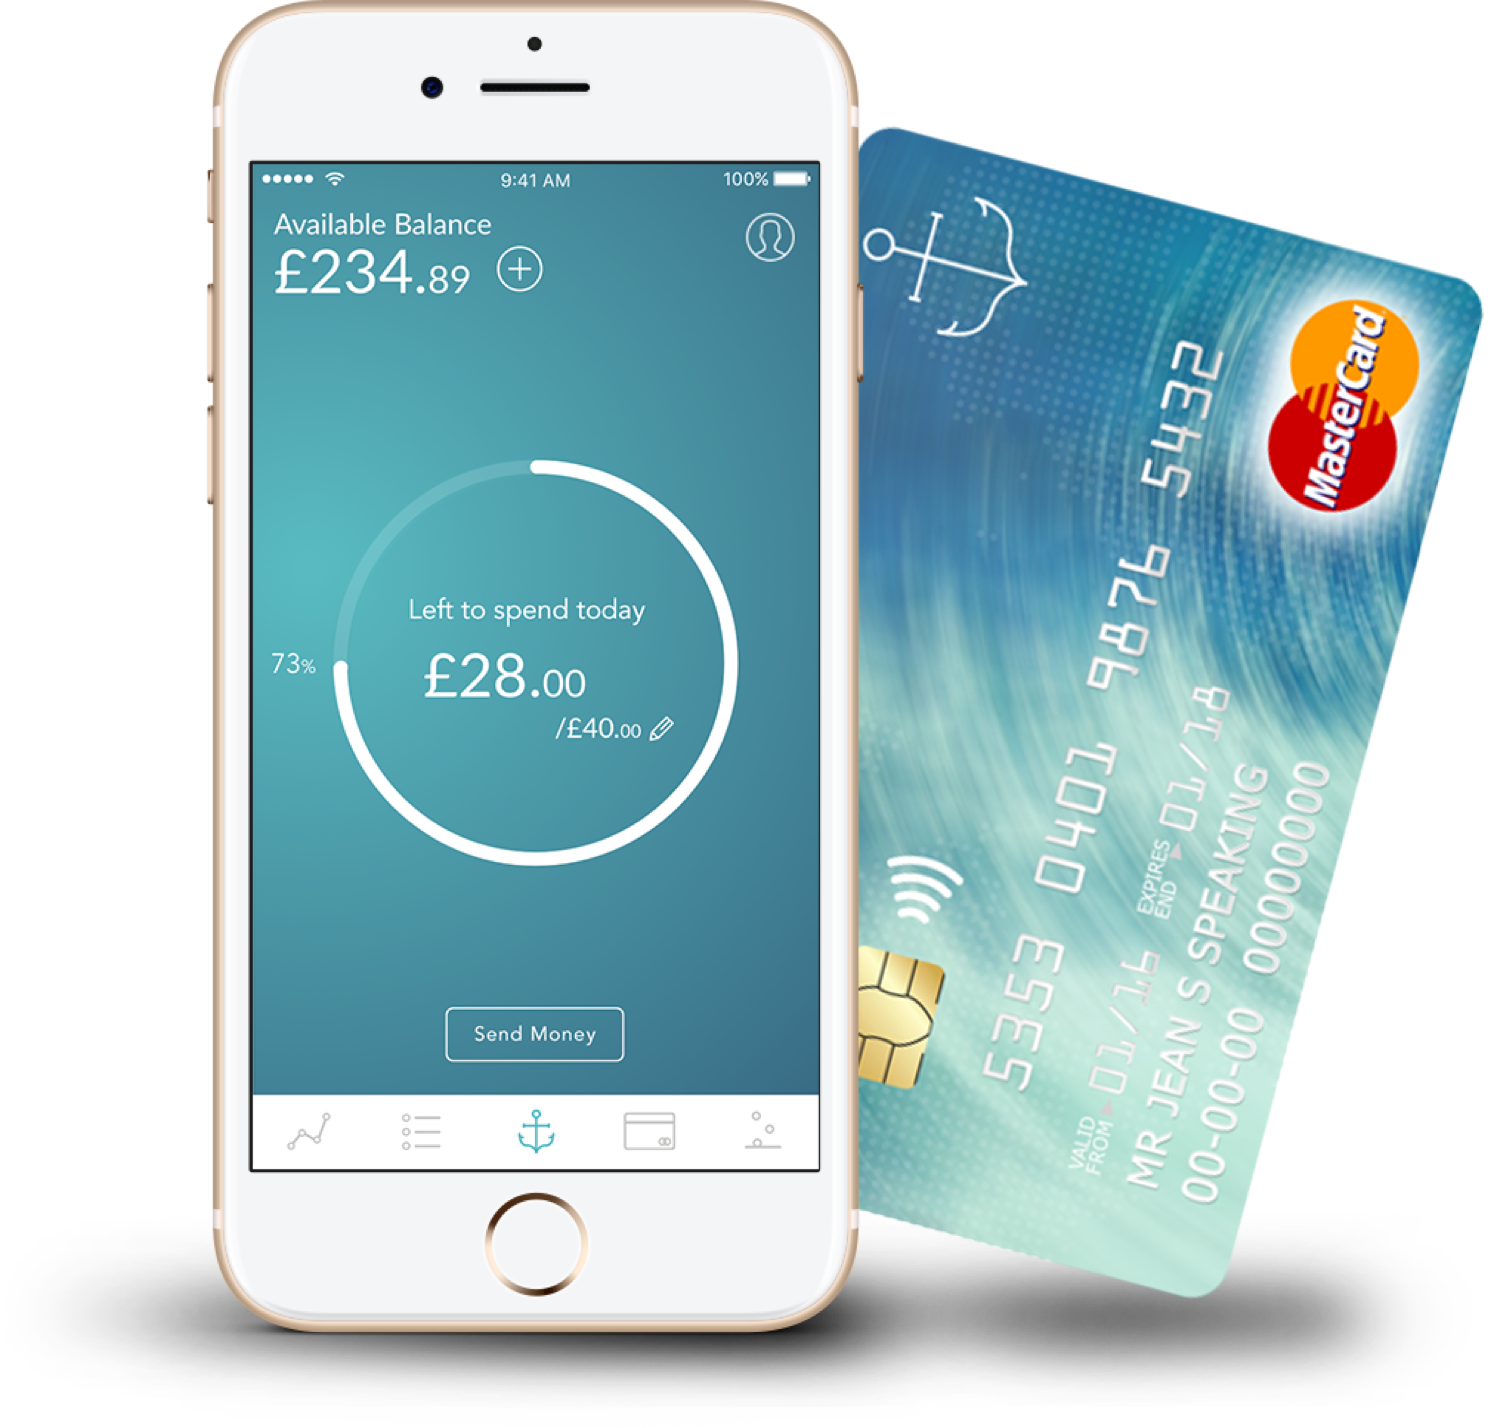 9:41 AM
100%
Available Balance
£234.89
Left to spend today
73%
£28.00
/£40.00
Send Money
MasterCard
5353 0401 9876 5432
VALID FROM 01/16 EXPIRES END 01/18
MR JEAN S SPEAKING
00-00-00 00000000